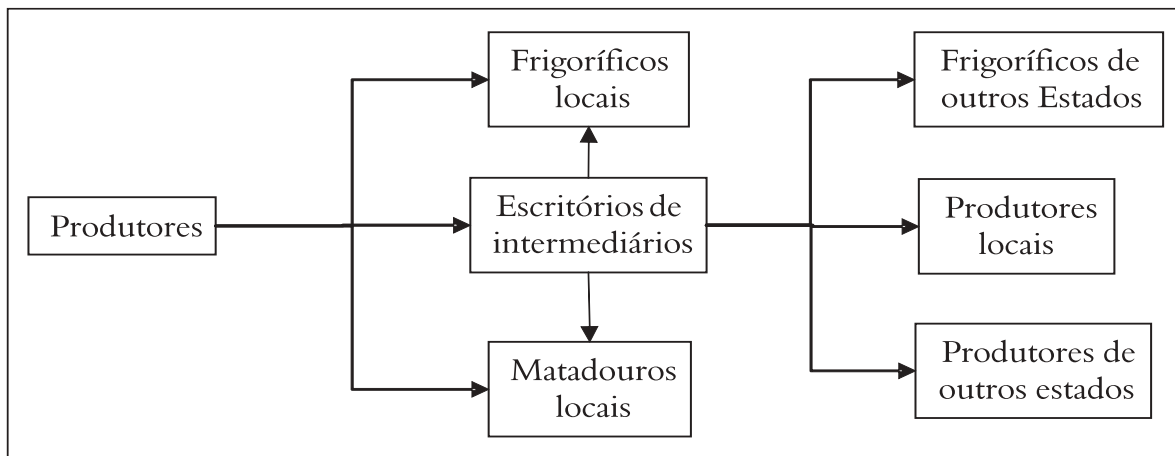 Produtores
Frigoríficos
locais
Escritórios de
intermediários
Matadouros
locais
Frigoríficos de
outros Estados
Produtores
locais
Produtores de
outros estados